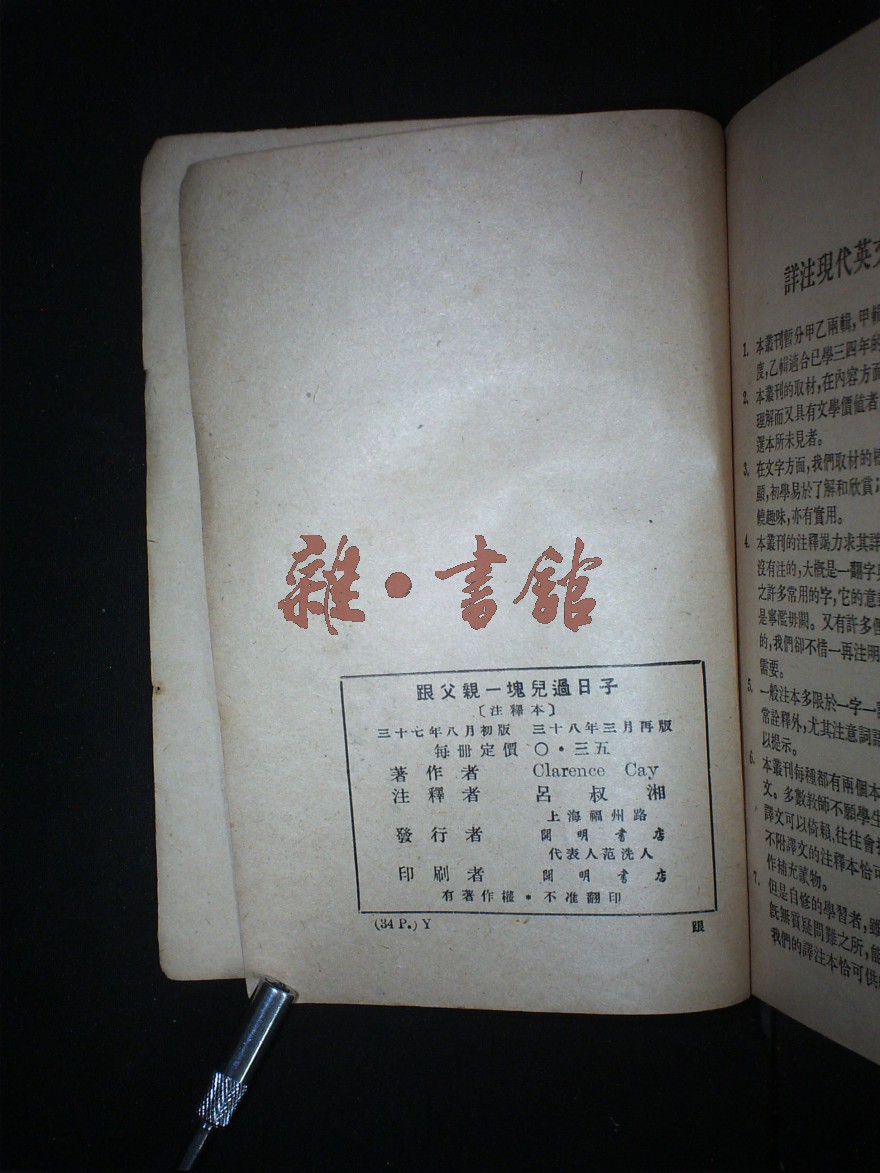 雜·書館
跟父親一塊兒過日子
〔注釋本〕
三十七年八月初版 三十八年三月再版
每冊定價 〇·三五
著作者 Clarence Cay
注釋者 呂叔湘
上海福州路
發行者 開明書店
代表人范洗人
印刷者 開明書店
有著作權·不准翻印
(34 P.) Y 跟
詳注現代英文
1. 本叢刊暫分甲乙兩輯,甲輯
度,乙輯適合已學三四年的
2. 本叢刊的取材,在內容方面
理解而又具有文學價值者
選本所未見者。
3. 在文字方面,我們取材的標
顯,初學易於了解和欣賞;
饒趣味,亦有實用。
4. 本叢刊的注釋竭力求其詳
沒有注的,大概是一翻字典
之許多常用的字,它的意
是寧濫毋闕。又有許多
的,我們卻不惜一再注明
需要。
5. 一般注本多限於一字一
常詮釋外,尤其注意詞
以提示。
6. 本叢刊每種都有兩個本
文。多數教師不願學生
譯文可以倚賴,往往會
不附譯文的注釋本恰可
作補充讀物。
7. 但是自修的學習者,雖
既無質疑問難之所,能
我們的譯注本恰可供